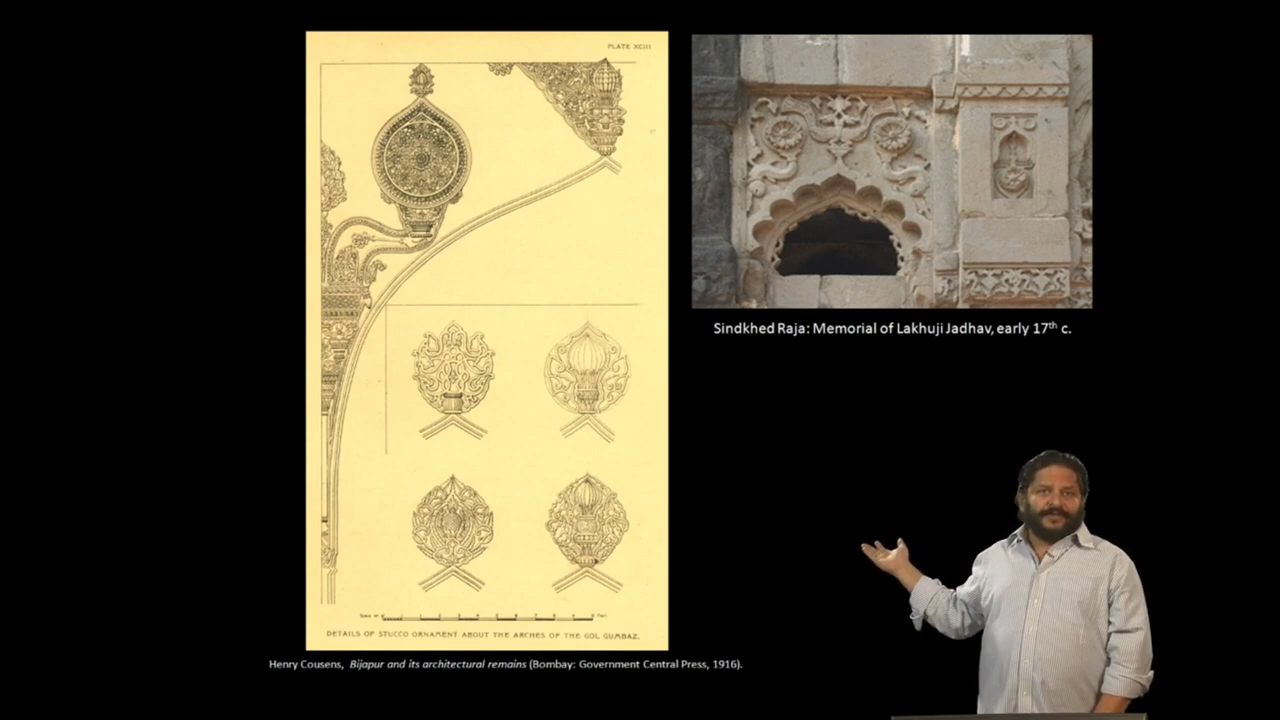 PLATE XCIII
DETAILS OF STUCCO ORNAMENT ABOUT THE ARCHES OF THE GOL GUMBAZ.
Henry Cousens, Bijapur and its architectural remains (Bombay: Government Central Press, 1916).
Sindkhed Raja: Memorial of Lakhuji Jadhav, early 17th c.